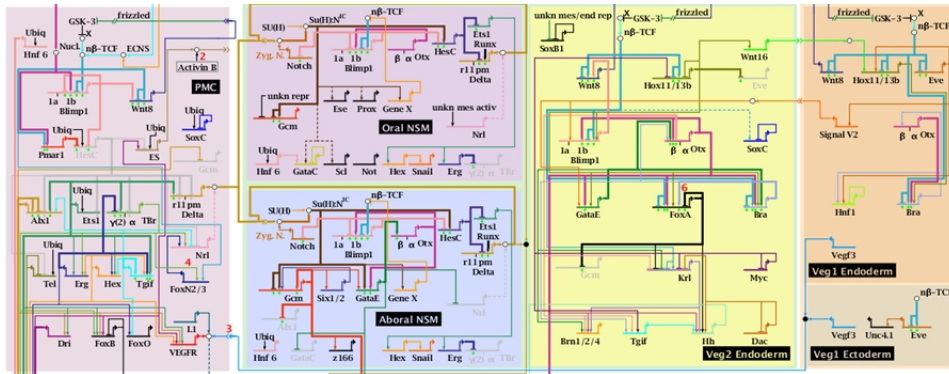 GSK-3
frizzled
X
Ubiq
Hnf 6
Nucl.
nβ-TCF
ECNS
2
Activin B
PMC
1a
1b
Blimp1
Wnt8
Ubiq
SoxC
Pmar1
HesC
Ubiq
ES
Gcm
Alx1
Ubiq
Ets1
γ(2) α
TBr
r11pm
Delta
Nrl
4
FoxN2/3
Ubiq
Tel
Erg
Hex
Tgif
Dri
FoxB
FoxO
L1
VEGFR
3
SU(H)
Su(H):N
nβ-TCF
Zyg. N.
Notch
1a
1b
Blimp1
β α Otx
HesC
Ets1
Runx
r11pm
Delta
unkn repr
Gcm
Ese
Prox
Gene X
unkn mes activ
Oral NSM
Nrl
Ubiq
Hnf 6
GataC
Scl
Not
Hex
Snail
Erg
γ(2) α
TBr
SU(H)
Su(H):N
nβ-TCF
Zyg. N.
Notch
1a
1b
Blimp1
β α Otx
HesC
Ets1
Runx
r11pm
Delta
Gcm
Six1/2
GataE
Gene X
Alx1
Aboral NSM
Nrl
Ubiq
Hnf 6
GataC
z166
Hex
Snail
Erg
γ(2) α
TBr
unkn mes/end rep
SoxB1
X
GSK-3
frizzled
nβ-TCF
Wnt8
Hox11/13b
Wnt16
Eve
1a
1b
Blimp1
β α
Otx
SoxC
GataE
6
FoxA
Bra
Gcm
Krl
Myc
Brn1/2/4
Tgif
Hh
Dac
Veg2 Endoderm
frizzled
GSK-3
X
nβ-TCF
Wnt8
Hox11/13b
Eve
Signal V2
β α
Otx
Hnf1
Bra
Vegf3
Veg1 Endoderm
nβ-TCF
Vegf3
Unc4.1
Eve
Veg1 Ectoderm